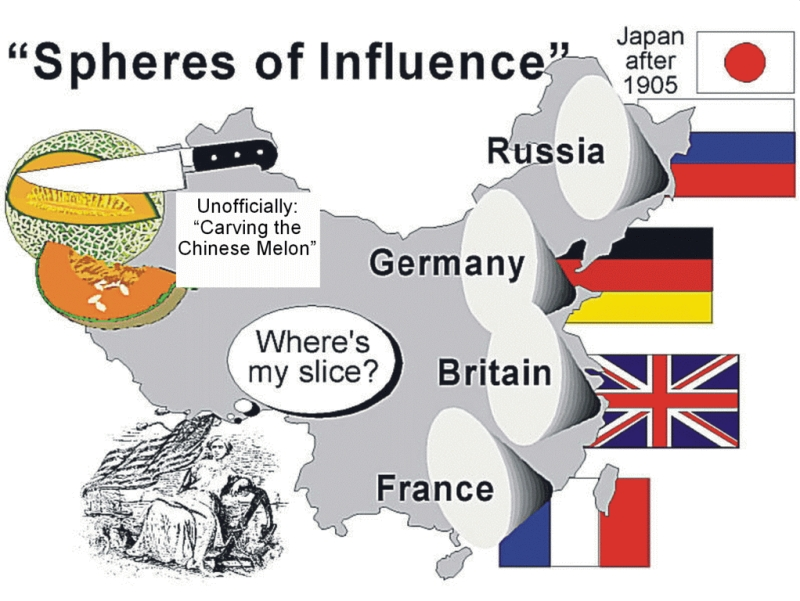 “Spheres of Influence”
Japan
after
1905
Russia
Unofficially:
“Carving the
Chinese Melon”
Germany
Where's
my slice?
Britain
France